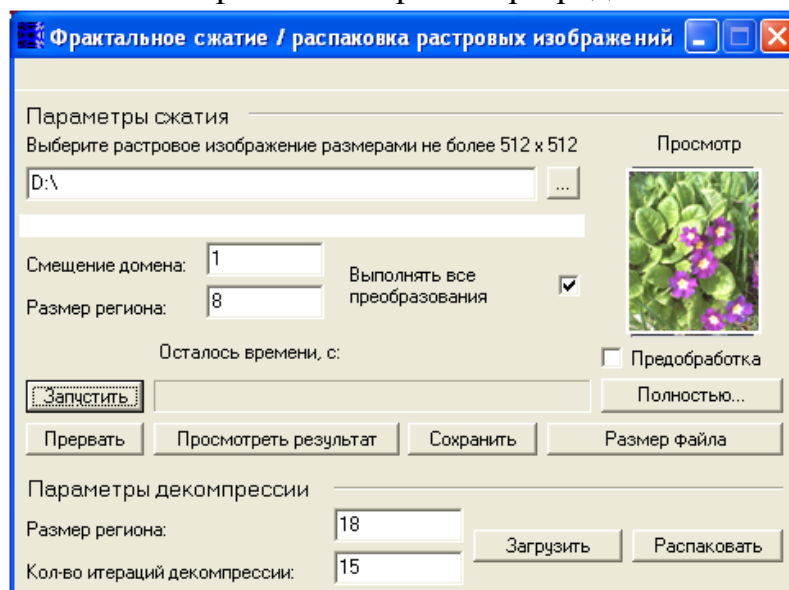 Фрактальное сжатие / распаковка растровых изображений
Параметры сжатия
Выберите растровое изображение размерами не более 512 x 512
Просмотр
D:\
...
Смещение домена: 1
Выполнять все преобразования
Размер региона: 8
Осталось времени, с:
Предобработка
Запустить
Полностью...
Прервать Просмотреть результат Сохранить Размер файла
Параметры декомпрессии
Размер региона: 18
Загрузить Распаковать
Кол-во итераций декомпрессии: 15